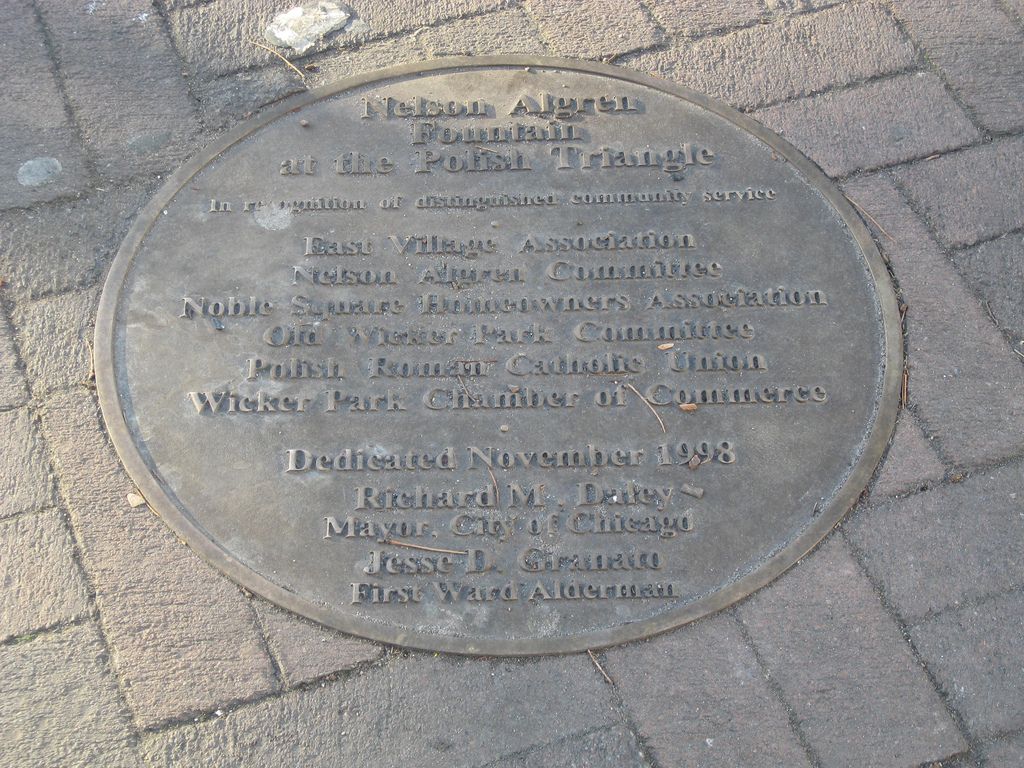 Nelson Algren
Fountain
at the Polish Triangle
In recognition of distinguished community service
East Village Association
Nelson Algren Committee
Noble Square Homeowners Association
Old Wicker Park Committee
Polish Roman Catholic Union
Wicker Park Chamber of Commerce
Dedicated November 1998
Richard M. Daley
Mayor, City of Chicago
Jesse D. Granato
First Ward Alderman